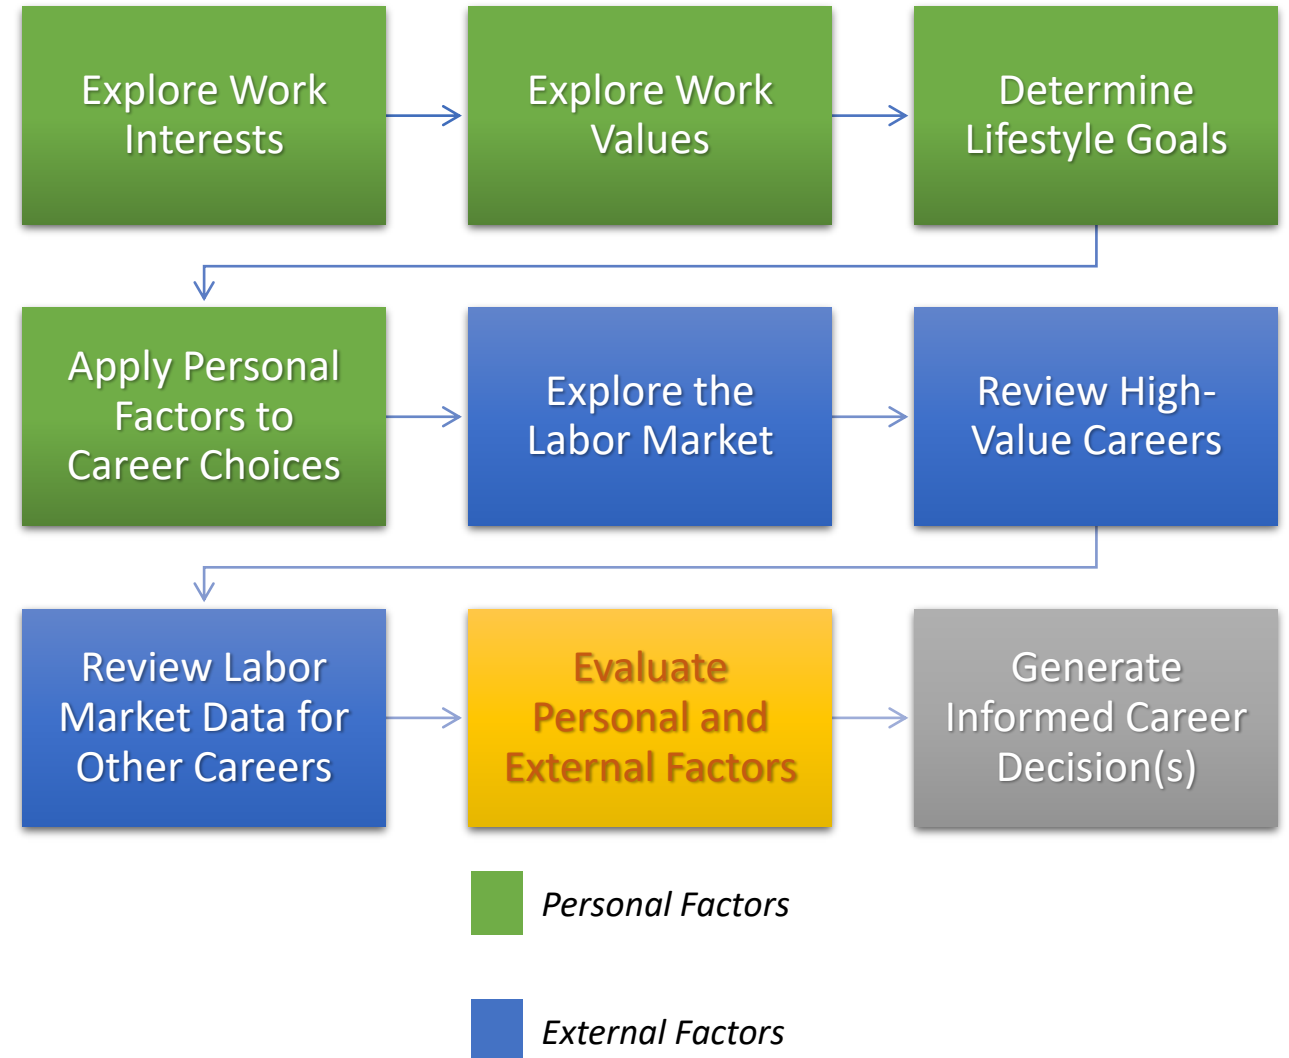 Explore Work
Interests
Explore Work
Values
Determine
Lifestyle Goals
Apply Personal
Factors to
Career Choices
Explore the
Labor Market
Review High-
Value Careers
Review Labor
Market Data for
Other Careers
Evaluate
Personal and
External Factors
Generate
Informed Career
Decision(s)
Personal Factors
External Factors